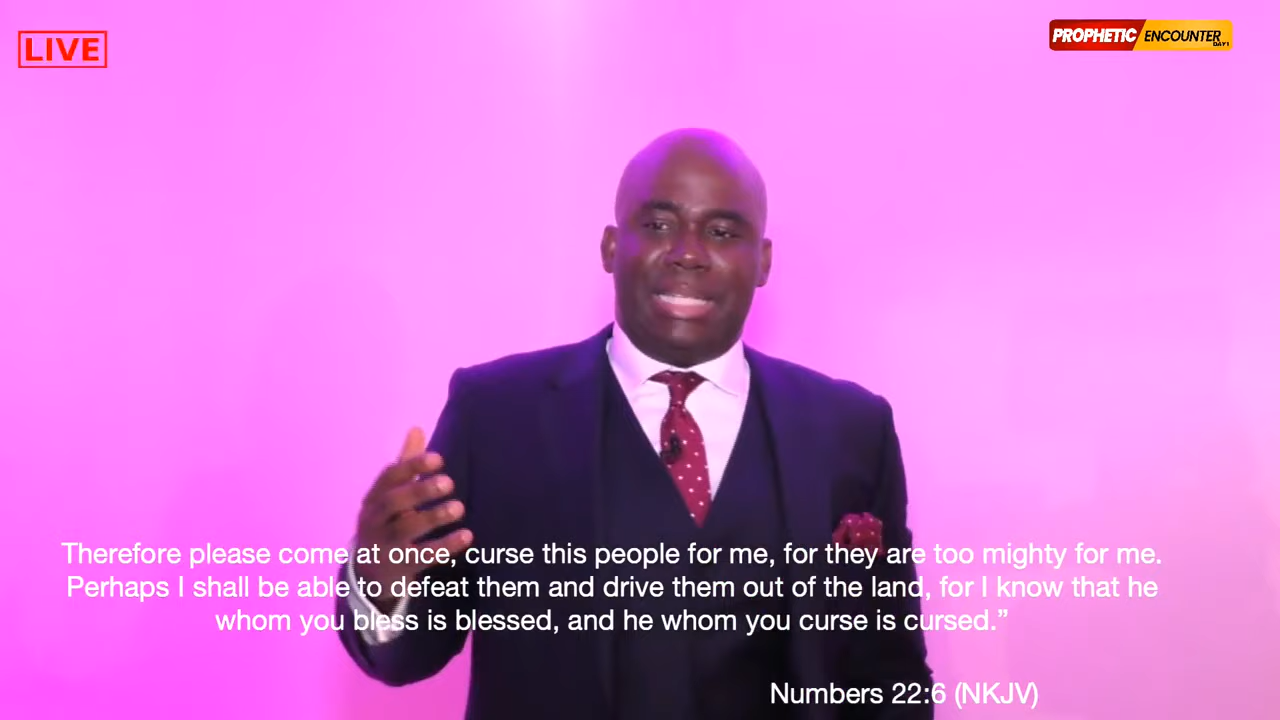 LIVE
PROPHETIC ENCOUNTER
DAY1
Therefore please come at once, curse this people for me, for they are too mighty for me.
Perhaps I shall be able to defeat them and drive them out of the land, for I know that he
whom you bless is blessed, and he whom you curse is cursed.”
Numbers 22:6 (NKJV)